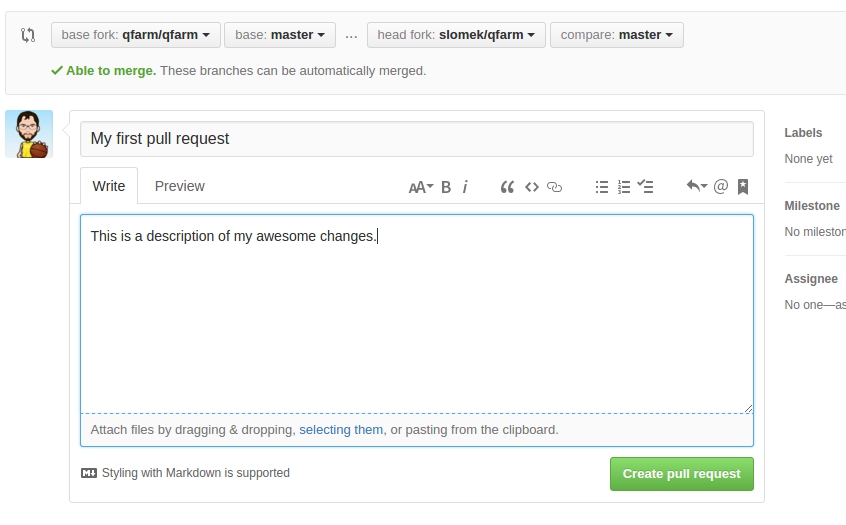 base fork: qfarm/qfarm base: master ... head fork: slomek/qfarm compare: master
Able to merge. These branches can be automatically merged.
My first pull request
Write Preview AA B i @
This is a description of my awesome changes.
Attach files by dragging & dropping, selecting them, or pasting from the clipboard.
Styling with Markdown is supported
Create pull request
Labels
None yet
Milestone
No mileston
Assignee
No one—as